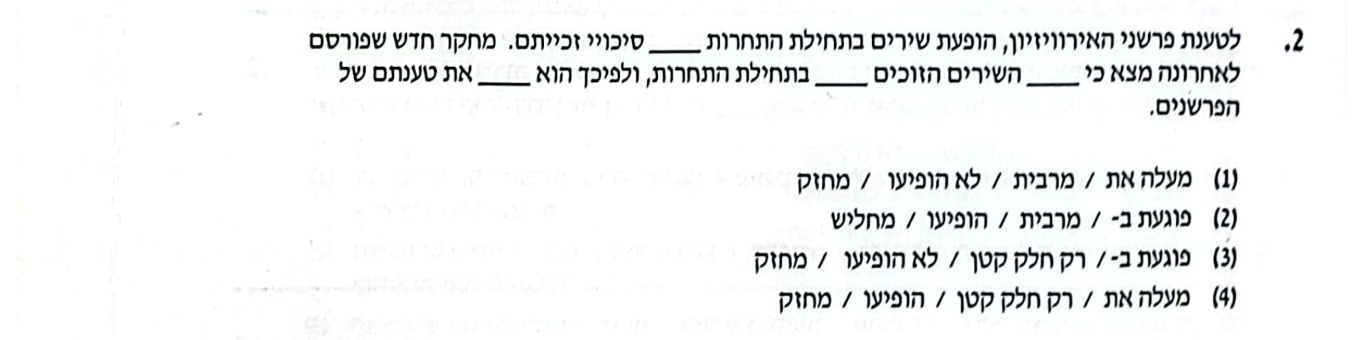 2. לטענת פרשני האירוויזיון, הופעת שירים בתחילת התחרות ____ סיכויי זכייתם. מחקר חדש שפורסם
לאחרונה מצא כי ____ השירים הזוכים ____ בתחילת התחרות, ולפיכך הוא ____ את טענתם של
הפרשנים.
(1) מעלה את / מרבית / לא הופיעו / מחזק
(2) פוגעת ב- / מרבית / הופיעו / מחליש
(3) פוגעת ב- / רק חלק קטן / לא הופיעו / מחזק
(4) מעלה את / רק חלק קטן / הופיעו / מחזק